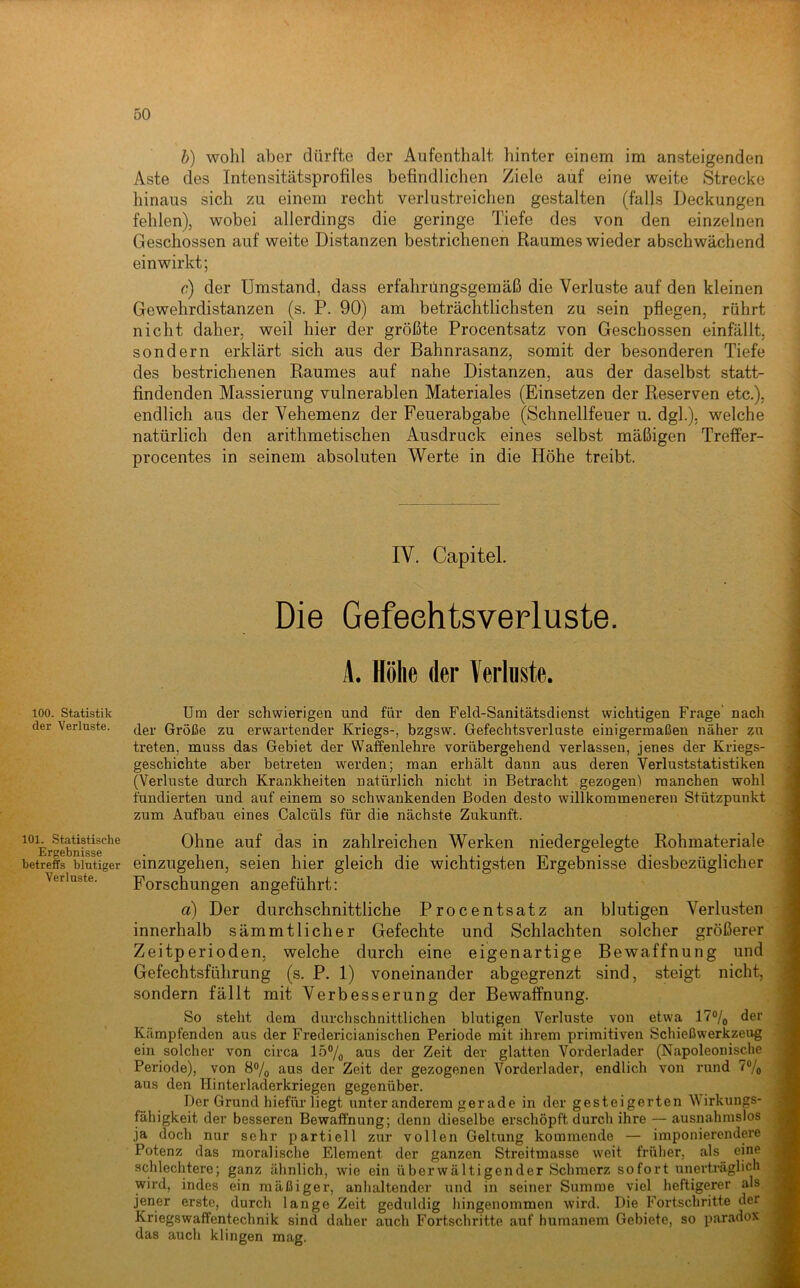 50
b) wohl aber dürfte der Aufenthalt hinter einem im ansteigenden
Aste des Intensitätsprofiles befindlichen Ziele auf eine weite Strecke
hinaus sich zu einem recht verlustreichen gestalten (falls Deckungen
fehlen), wobei allerdings die geringe Tiefe des von den einzelnen
Geschossen auf weite Distanzen bestrichenen Raumes wieder abschwächend
einwirkt;
c) der Umstand, dass erfahrungsgemäß die Verluste auf den kleinen
Gewehrdistanzen (s. P. 90) am beträchtlichsten zu sein pflegen, rührt
nicht daher, weil hier der größte Procentsatz von Geschossen einfällt,
sondern erklärt sich aus der Bahnrasanz, somit der besonderen Tiefe
des bestrichenen Raumes auf nahe Distanzen, aus der daselbst statt-
findenden Massierung vulnerablen Materiales (Einsetzen der Reserven etc.),
endlich aus der Vehemenz der Feuerabgabe (Schnellfeuer u. dgl.), welche
natürlich den arithmetischen Ausdruck eines selbst mäßigen Treffer-
procentes in seinem absoluten Werte in die Höhe treibt.
IV. Capitel.
Die Gefechtsverluste.
A. Höhe der Verluste.
100. Statistik
der Verluste.
Um der schwierigen und für den Feld-Sanitätsdienst wichtigen Frage nach
der Größe zu erwartender Kriegs-, bzgsw. Gefechtsverluste einigermaßen näher zu
treten, muss das Gebiet der Waffenlehre vorübergehend verlassen, jenes der Kriegs-
geschichte aber betreten werden; man erhält dann aus deren Verluststatistiken
(Verluste durch Krankheiten natürlich nicht in Betracht gezogen) manchen wohl
fundierten und auf einem so schwankenden Boden desto willkommeneren Stützpunkt
zum Aufbau eines Calcüls für die nächste Zukunft.
101. Statistische
Ergebnisse
betreffs blutiger
Verluste.
Ohne auf das in zahlreichen Werken niedergelegte Rohmateriale
einzugehen, seien hier gleich die wichtigsten Ergebnisse diesbezüglicher
Forschungen angeführt:
a) Der durchschnittliche Procentsatz an blutigen Verlusten
innerhalb sämmtlicher Gefechte und Schlachten solcher größerer
Zeitperioden, welche durch eine eigenartige Bewaffnung und
Gefechtsführung (s. P. 1) voneinander abgegrenzt sind, steigt nicht,
sondern fällt mit Verbesserung der Bewaffnung.
So steht dem durchschnittlichen blutigen Verluste von etwa 17% der
Kämpfenden aus der Fredericianischen Periode mit ihrem primitiven Schießwerkzeug
ein solcher von circa 15% aus der Zeit der glatten Vorderlader (Napoleonische
Periode), von 8% aus der Zeit der gezogenen Vorderlader, endlich von rund 7%
aus den Hinterladerkriegen gegenüber.
Der Grund hiefür liegt unter anderem gerade in der gesteigerten Wirkungs-
fähigkeit der besseren Bewaffnung; denn dieselbe erschöpft durch ihre — ausnahmslos
ja doch nur sehr partiell zur vollen Geltung kommende — imponierendere
Potenz das moralische Element der ganzen Streitmasse weit früher, als eine
schlechtere; ganz ähnlich, wie ein überwältigender Schmerz sofort unerträglich
wird, indes ein mäßiger, anhaltender und in seiner Summe viel heftigerer als
jener erste, durch lange Zeit geduldig hingenommen wird. Die Fortschritte der
Kriegswaffentechnik sind daher auch Fortschritte auf humanem Gebiete, so paradox
das auch klingen mag.